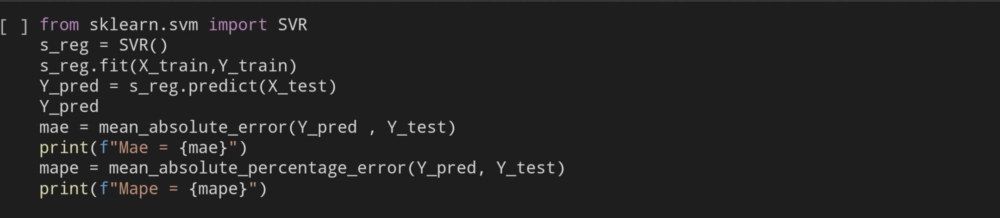 [ ] from sklearn.svm import SVR
s_reg = SVR()
s_reg.fit(X_train,Y_train)
Y_pred = s_reg.predict(X_test)
Y_pred
mae = mean_absolute_error(Y_pred , Y_test)
print(f"Mae = {mae}")
mape = mean_absolute_percentage_error(Y_pred, Y_test)
print(f"Mape = {mape}")